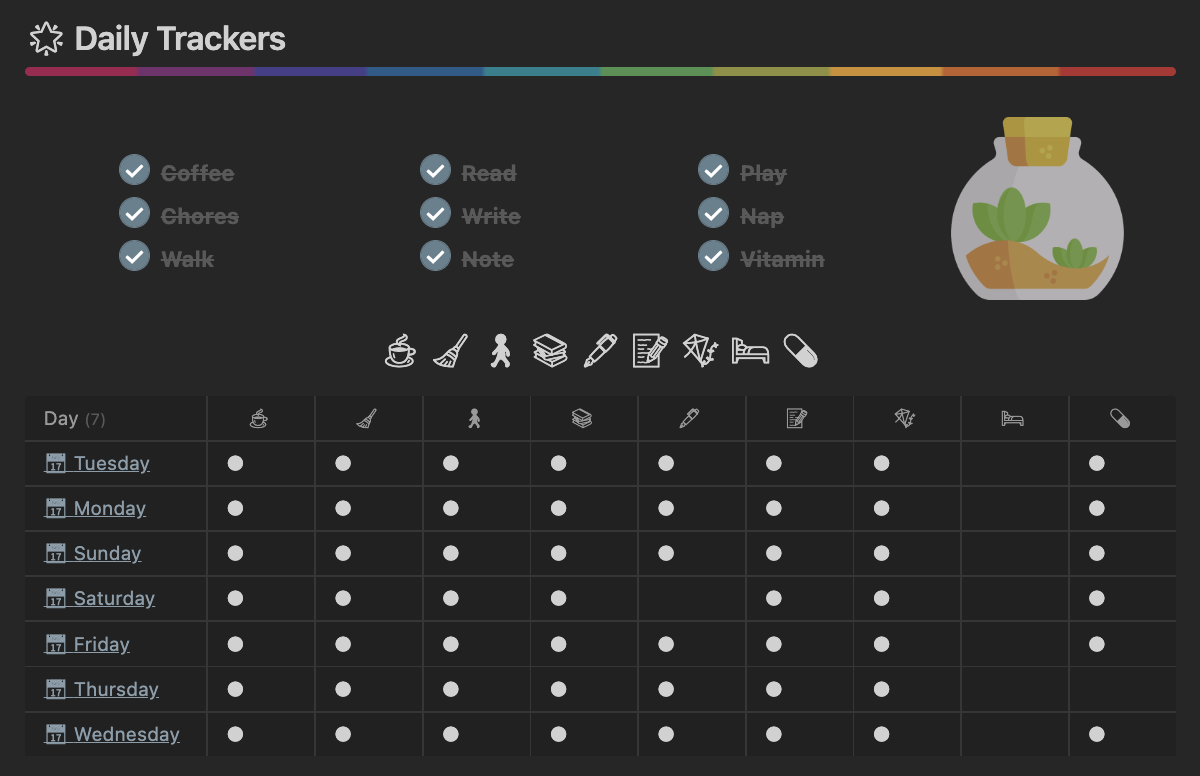 Daily Trackers
Coffee Read Play
Chores Write Nap
Walk Note Vitamin
Day (7)
17 Tuesday
17 Monday
17 Sunday
17 Saturday
17 Friday
17 Thursday
17 Wednesday